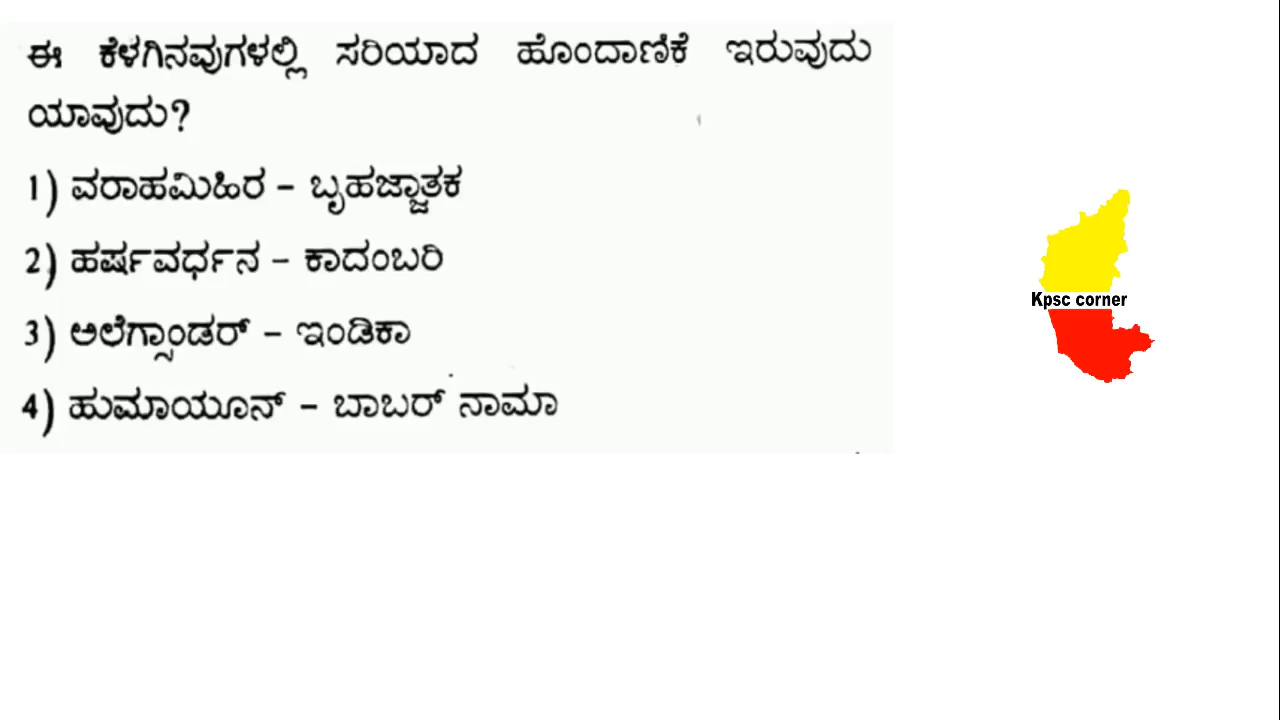 ಈ ಕೆಳಗಿನವುಗಳಲ್ಲಿ ಸರಿಯಾದ ಹೊಂದಾಣಿಕೆ ಇರುವುದು
ಯಾವುದು?
1) ವರಾಹಮಿಹಿರ – ಬೃಹಜ್ಜಾತಕ
2) ಹರ್ಷವರ್ಧನ – ಕಾದಂಬರಿ
3) ಅಲೆಗ್ಸಾಂಡರ್ – ಇಂಡಿಕಾ
4) ಹುಮಾಯೂನ್ – ಬಾಬರ್ ನಾಮಾ
Kpsc corner